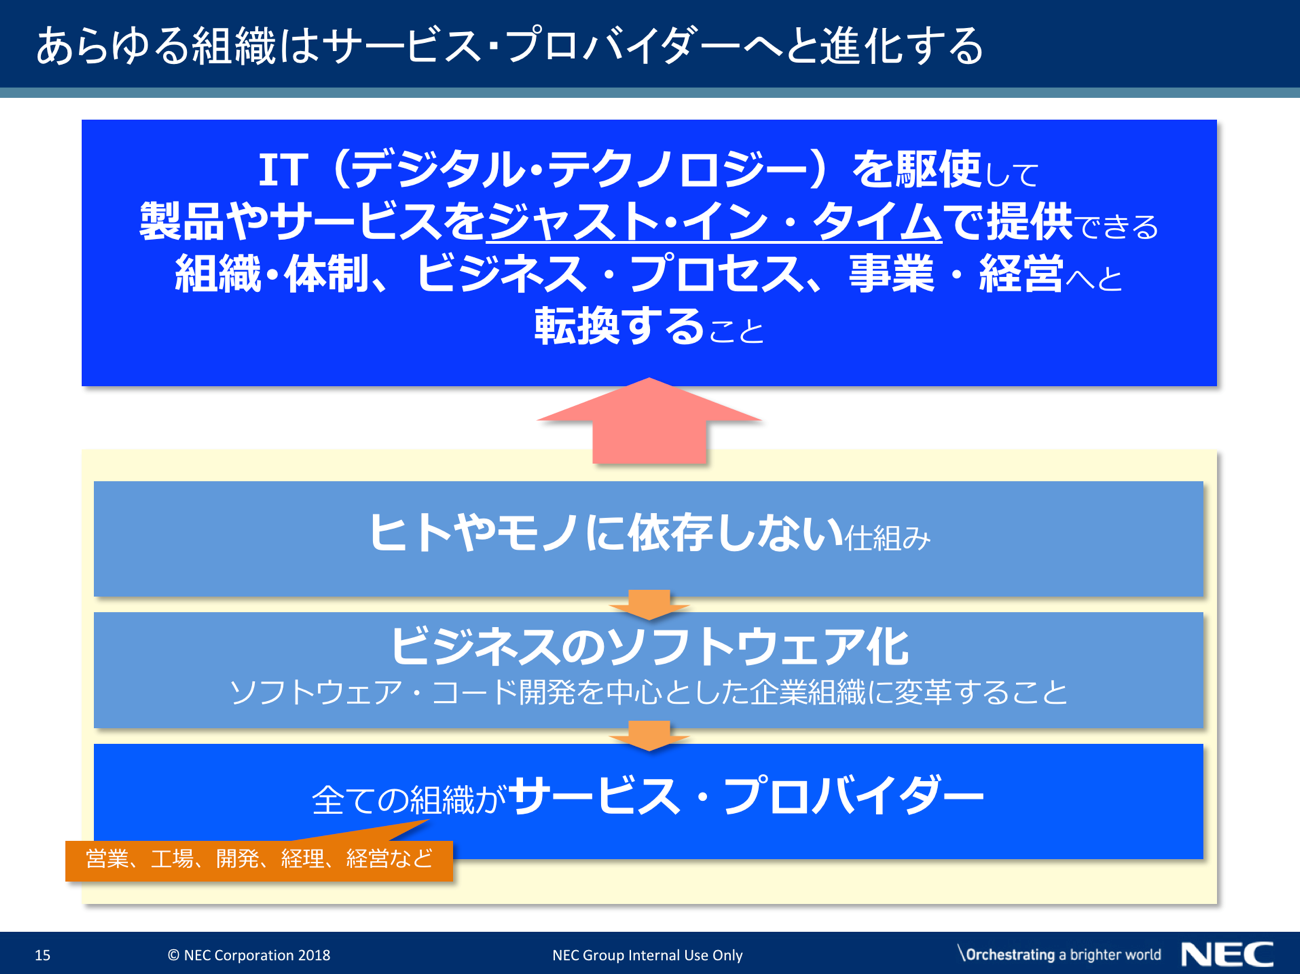 あらゆる組織はサービス・プロバイダーへと進化する
IT（デジタル・テクノロジー）を駆使して
製品やサービスをジャスト・イン・タイムで提供できる
組織・体制、ビジネス・プロセス、事業・経営へと
転換すること
ヒトやモノに依存しない仕組み
ビジネスのソフトウェア化
ソフトウェア・コード開発を中心とした企業組織に変革すること
全ての組織がサービス・プロバイダー
営業、工場、開発、経理、経営など
15
© NEC Corporation 2018
NEC Group Internal Use Only
\Orchestrating a brighter world
NEC